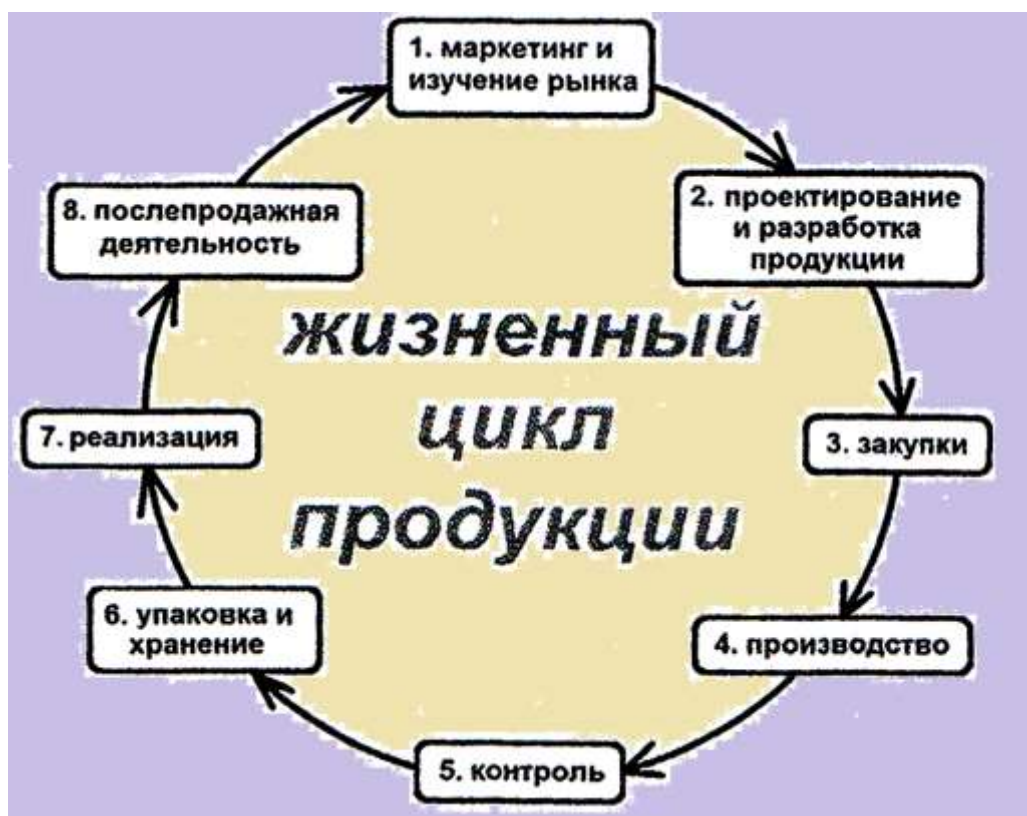 1. маркетинг и
изучение рынка
2. проектирование
и разработка
продукции
3. закупки
4. производство
5. контроль
6. упаковка и
хранение
7. реализация
8. послепродажная
деятельность
жизненный
цикл
продукции